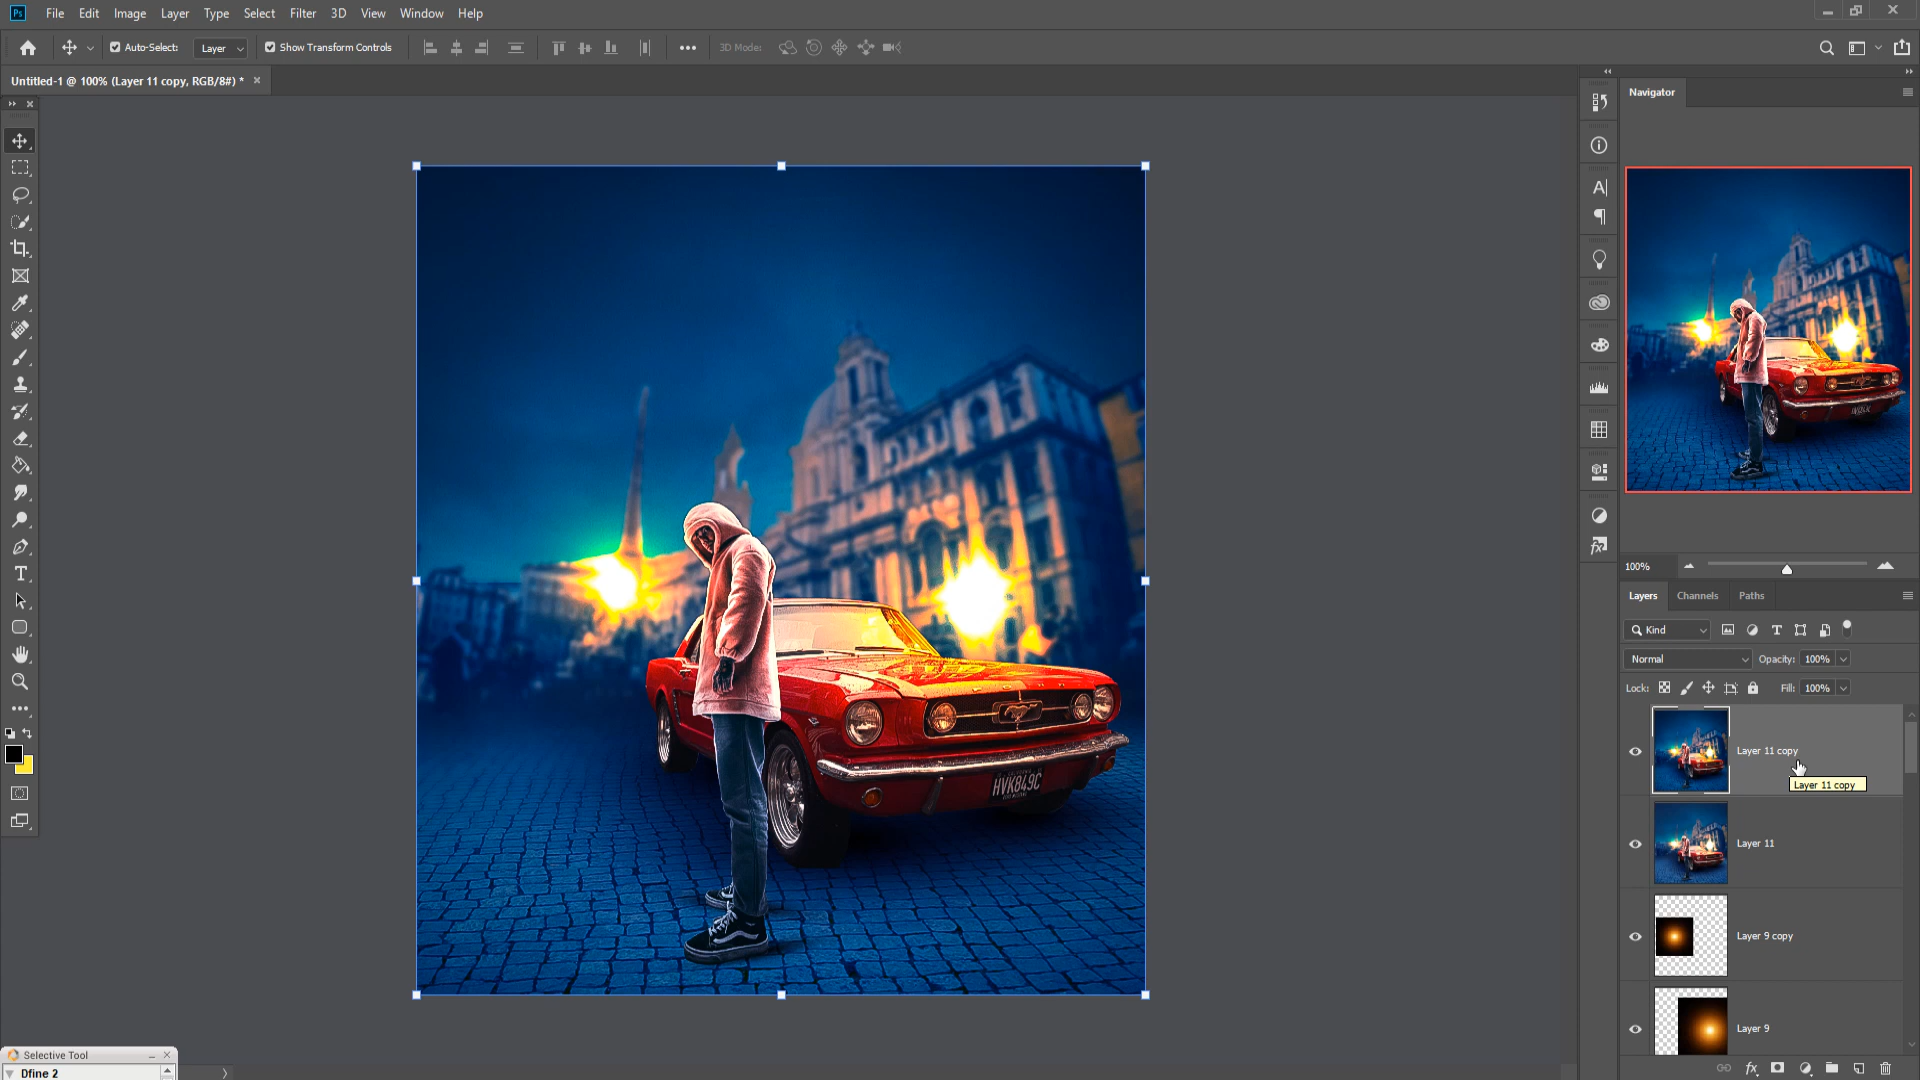 Ps File Edit Image Layer Type Select Filter 3D View Window Help
Auto-Select: Layer Show Transform Controls 3D Mode:
Untitled-1 @ 100% (Layer 11 copy, RGB/8#) *
Navigator
HVK849C
100%
Layers Channels Paths
Kind
Normal Opacity: 100%
Lock: Fill: 100%
Layer 11 copy
Layer 11 copy
Layer 11
Layer 9 copy
Layer 9
Selective Tool
Dfine 2